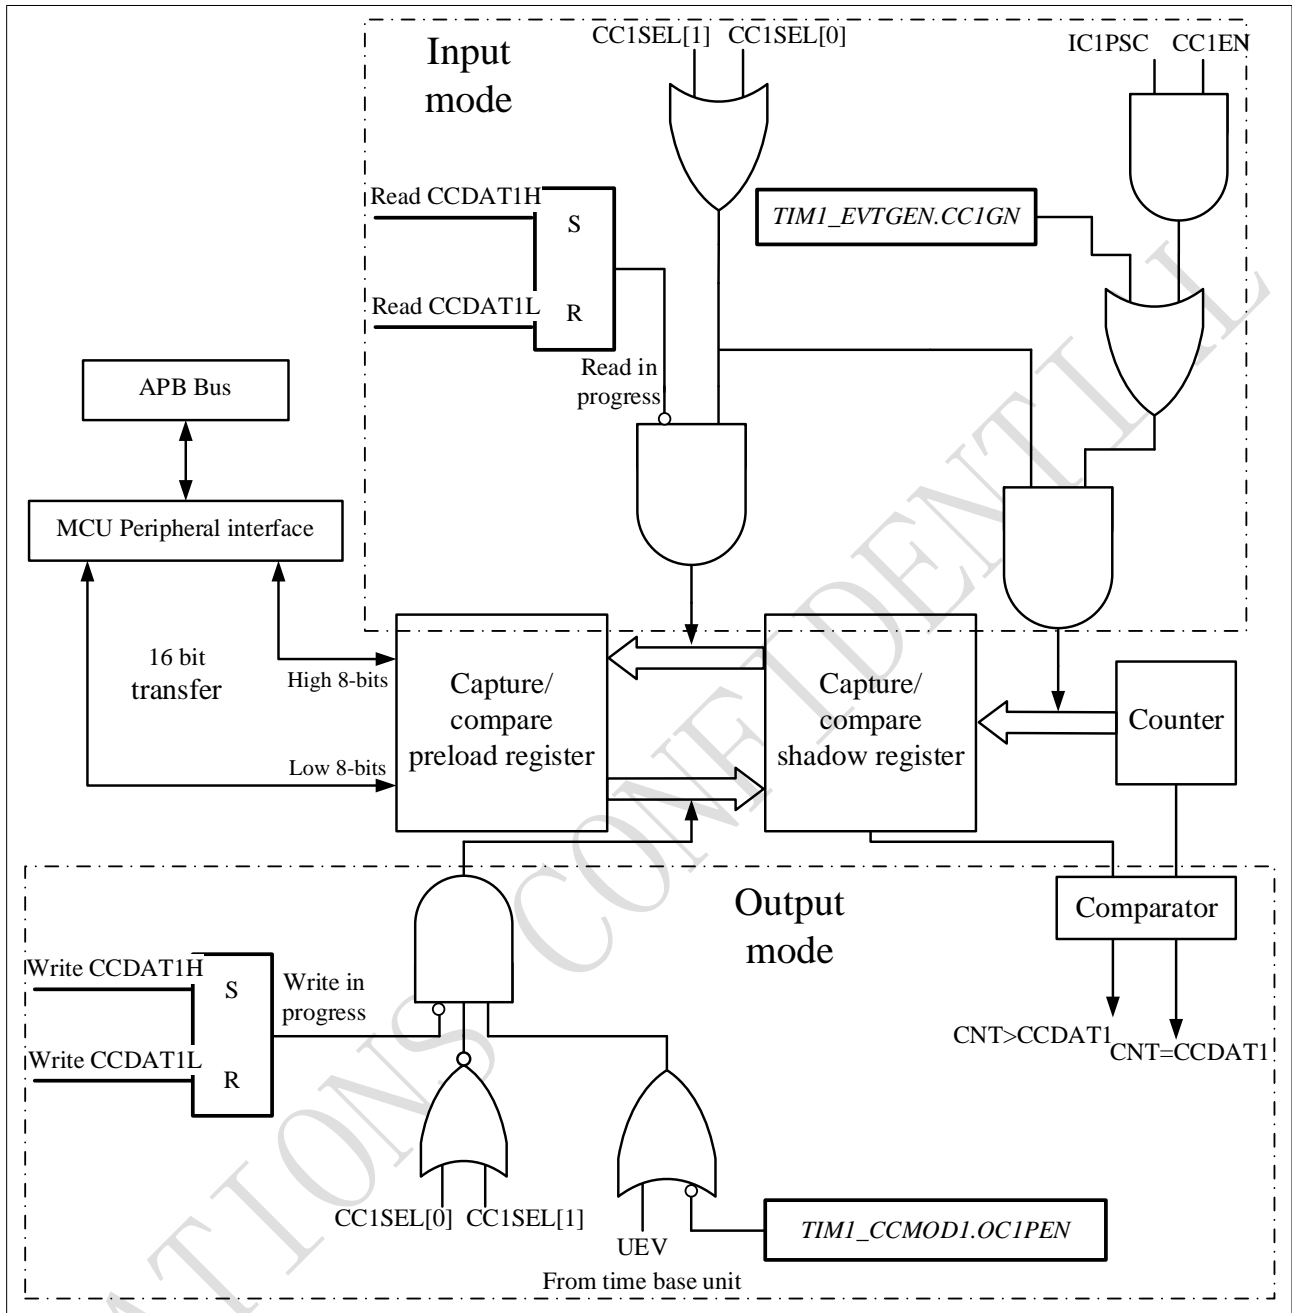 Input
mode
CC1SEL[1] CC1SEL[0]
IC1PSC CC1EN
Read CCDAT1H
S
TIM1_EVTGEN.CC1GN
Read CCDAT1L
R
Read in
progress
APB Bus
MCU Peripheral interface
16 bit
transfer
High 8-bits
Low 8-bits
Capture/
compare
preload register
Capture/
compare
shadow register
Counter
Output
mode
Comparator
Write CCDAT1H
S
Write in
progress
Write CCDAT1L
R
CNT>CCDAT1
CNT=CCDAT1
CC1SEL[0] CC1SEL[1]
UEV
TIM1_CCMOD1.OC1PEN
From time base unit
ATIONS CONFIDENTIAL